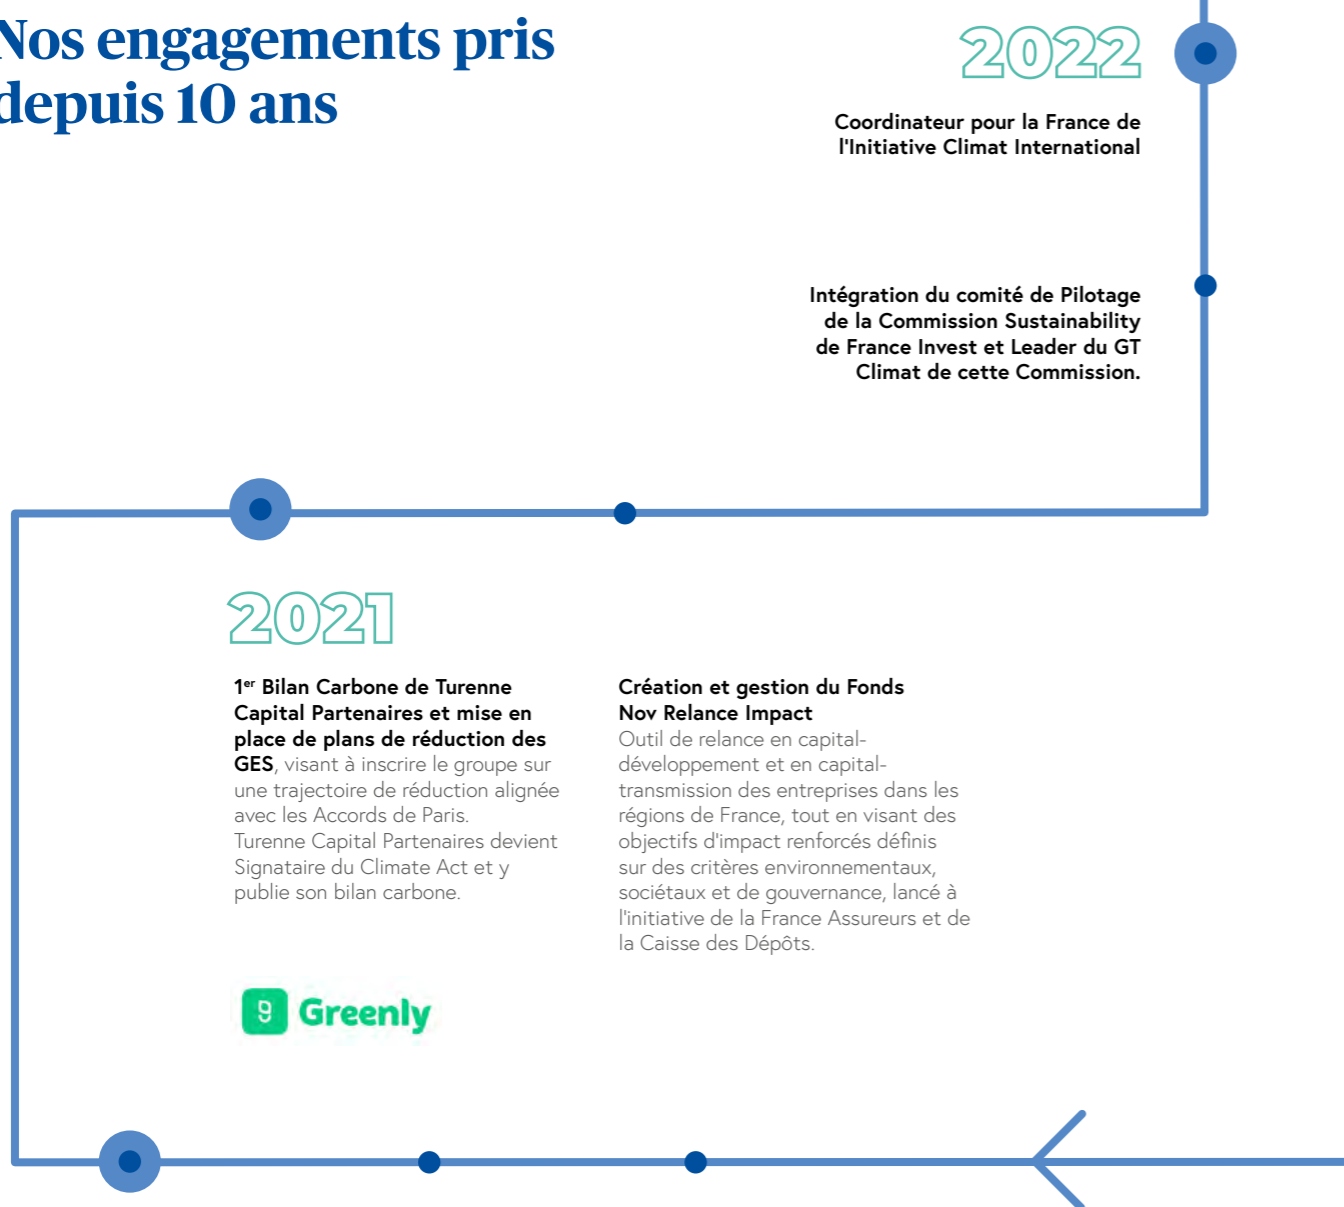 Nos engagements pris
depuis 10 ans
2022
Coordinateur pour la France de
l'Initiative Climat International
Intégration du comité de Pilotage
de la Commission Sustainability
de France Invest et Leader du GT
Climat de cette Commission.
2021
1er Bilan Carbone de Turenne
Capital Partenaires et mise en
place de plans de réduction des
GES, visant à inscrire le groupe sur
une trajectoire de réduction alignée
avec les Accords de Paris.
Turenne Capital Partenaires devient
Signataire du Climate Act et y
publie son bilan carbone.
Création et gestion du Fonds
Nov Relance Impact
Outil de relance en capital-
développement et en capital-
transmission des entreprises dans les
régions de France, tout en visant des
objectifs d'impact renforcés définis
sur des critères environnementaux,
sociétaux et de gouvernance, lancé à
l'initiative de la France Assureurs et de
la Caisse des Dépôts.
Greenly